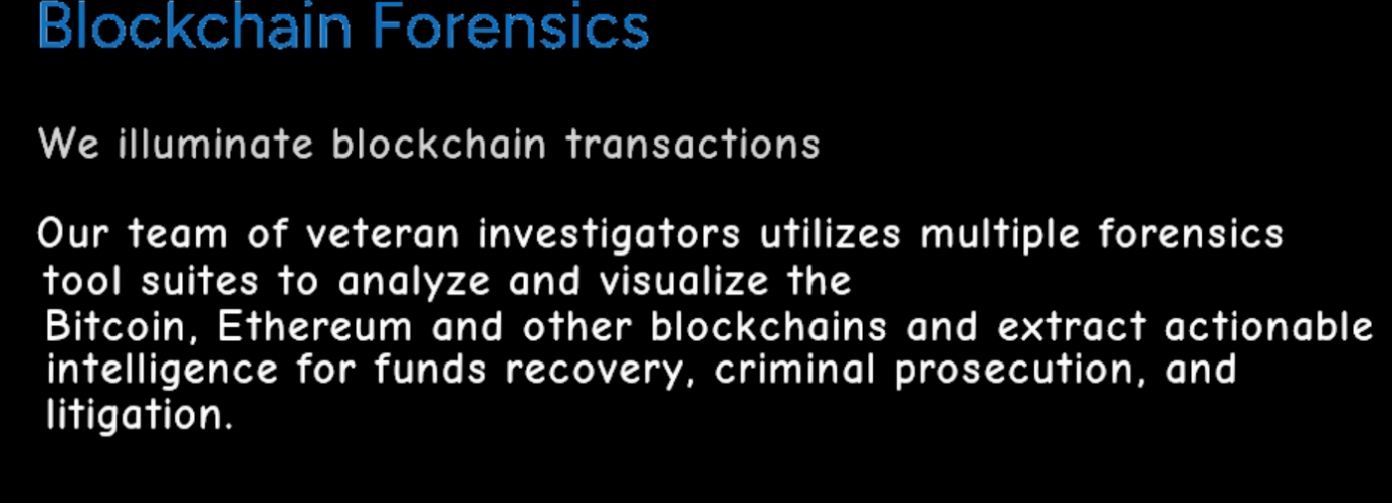 Blockchain Forensics
We illuminate blockchain transactions
Our team of veteran investigators utilizes multiple forensics
tool suites to analyze and visualize the
Bitcoin, Ethereum and other blockchains and extract actionable
intelligence for funds recovery, criminal prosecution, and
litigation.